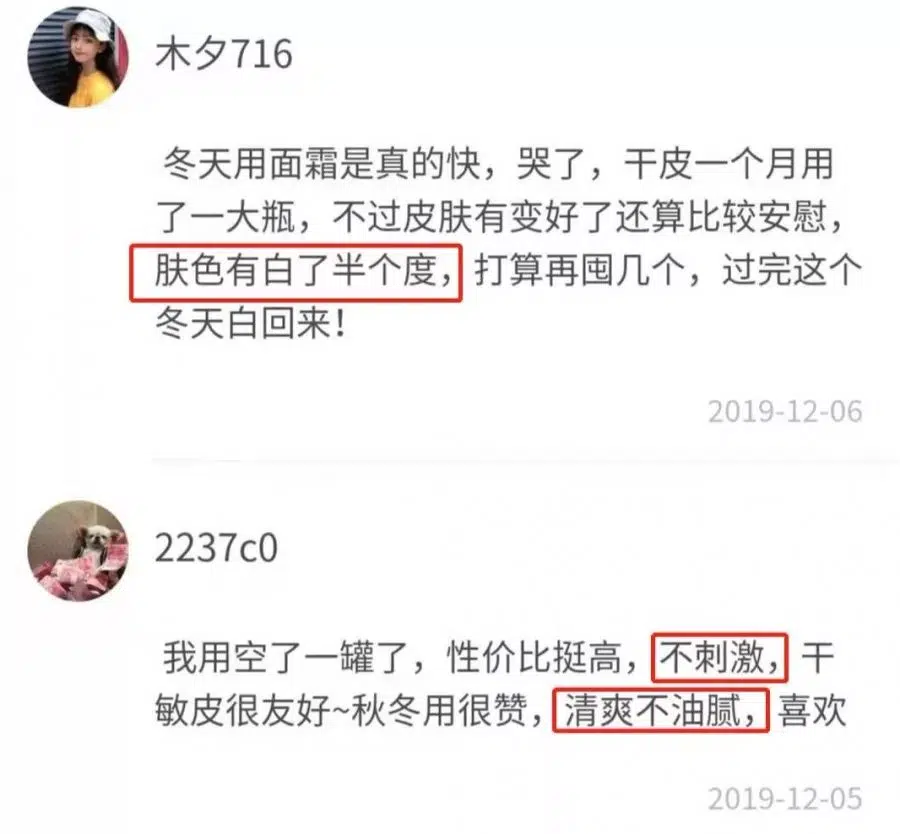 木夕716
冬天用面霜是真的快，哭了，干皮一个月用
了一大瓶，不过皮肤有变好了还算比较安慰，
肤色有白了半个度，打算再囤几个，过完这个
冬天白回来！
2019-12-06
2237c0
我用空了一罐了，性价比挺高，不刺激，干
敏皮很友好~秋冬用很赞，清爽不油腻，喜欢
2019-12-05